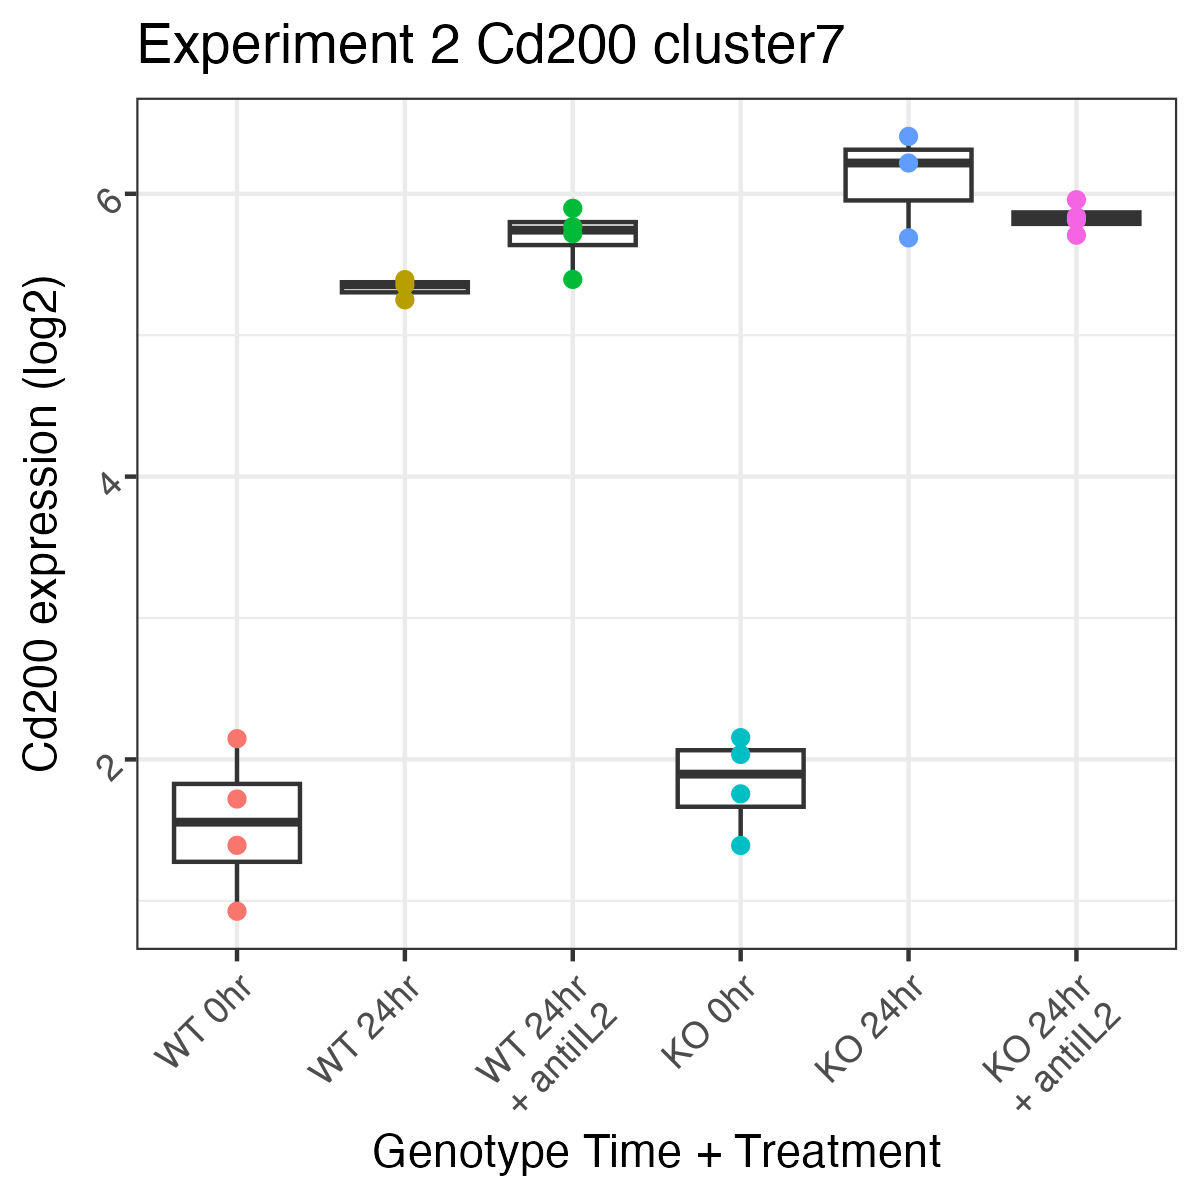 Experiment 2 Cd200 cluster7
Cd200 expression (log2)
6
4
2
WT 0hr
WT 24hr
WT 24hr
+ antiIL2
KO 0hr
KO 24hr
KO 24hr
+ antiIL2
Genotype Time + Treatment